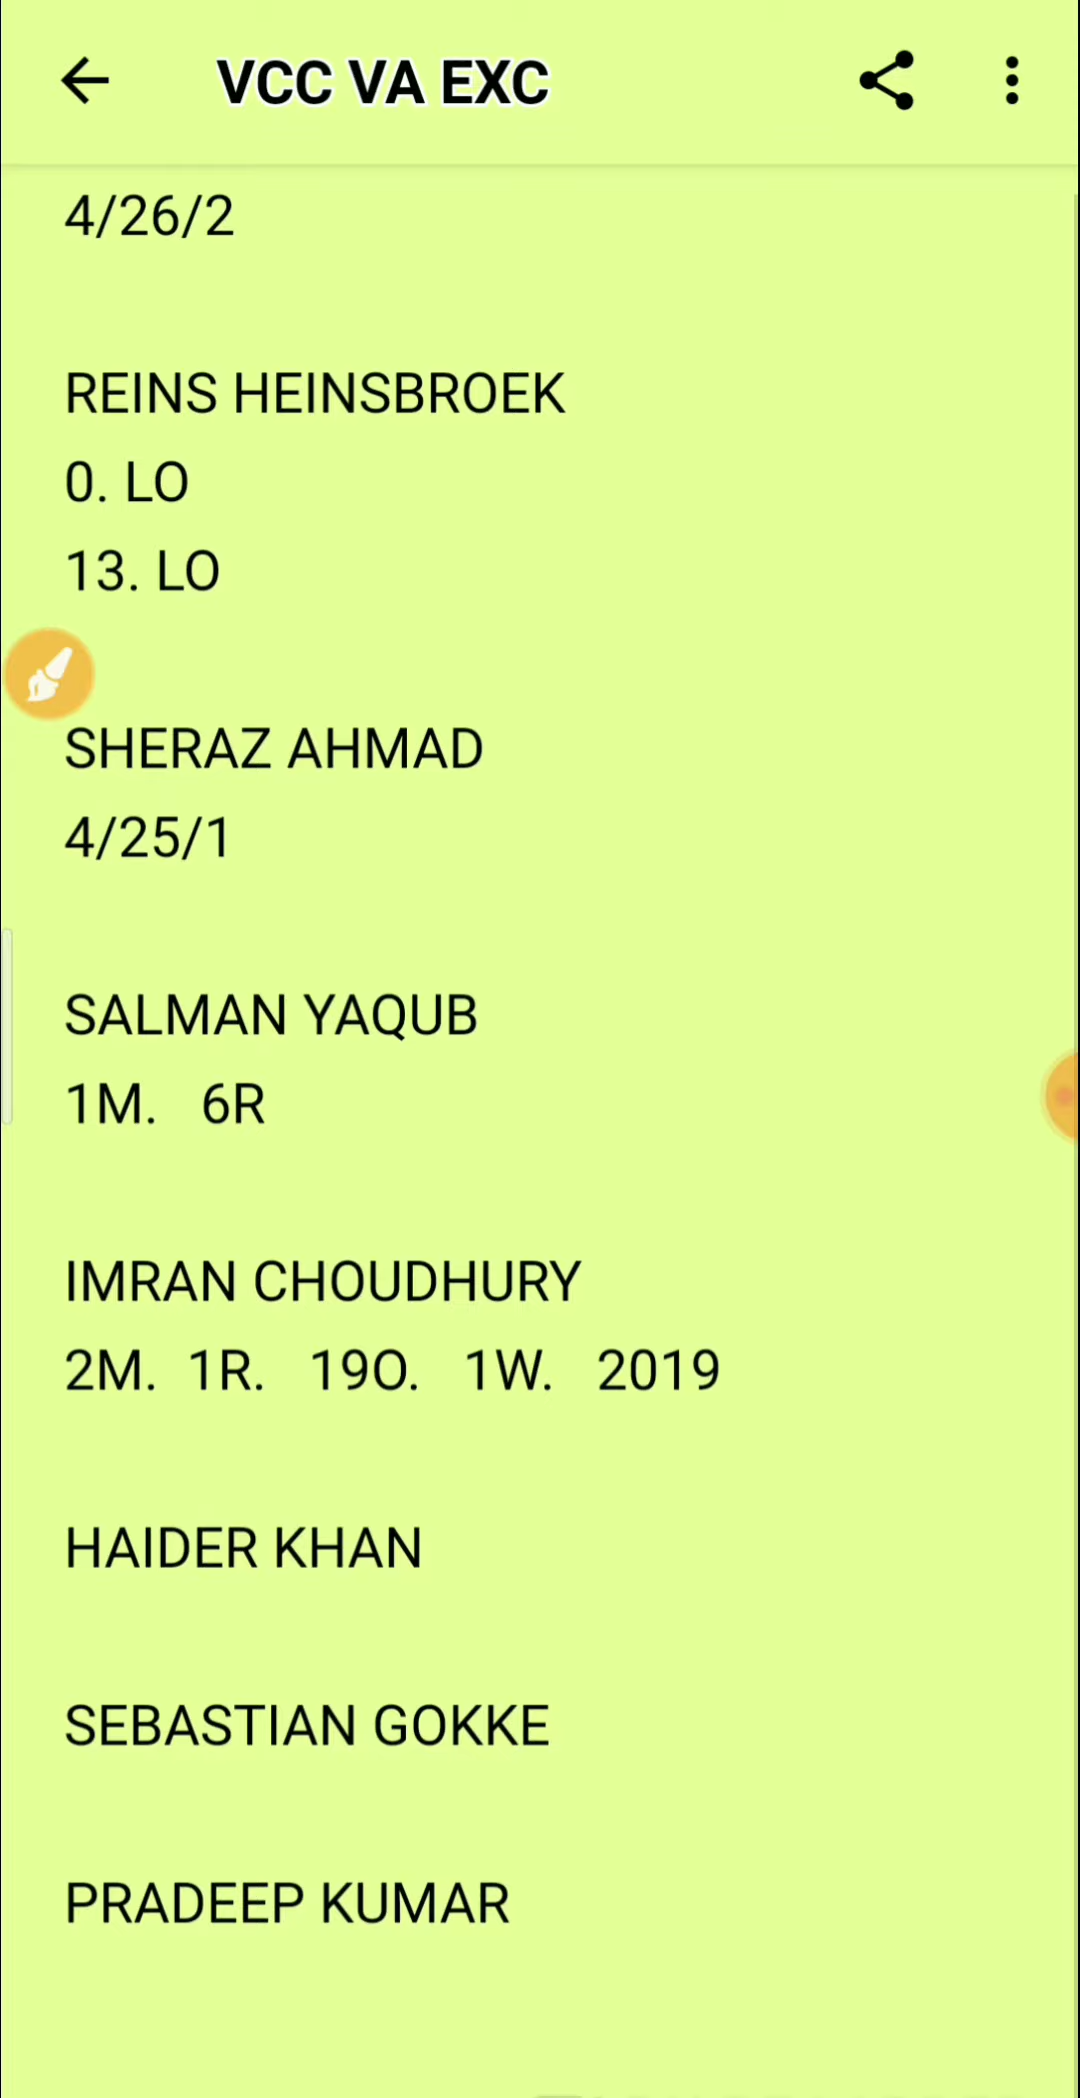 VCC VA EXC
4/26/2
REINS HEINSBROEK
0. LO
13. LO
SHERAZ AHMAD
4/25/1
SALMAN YAQUB
1M. 6R
IMRAN CHOUDHURY
2M. 1R. 19O. 1W. 2019
HAIDER KHAN
SEBASTIAN GOKKE
PRADEEP KUMAR